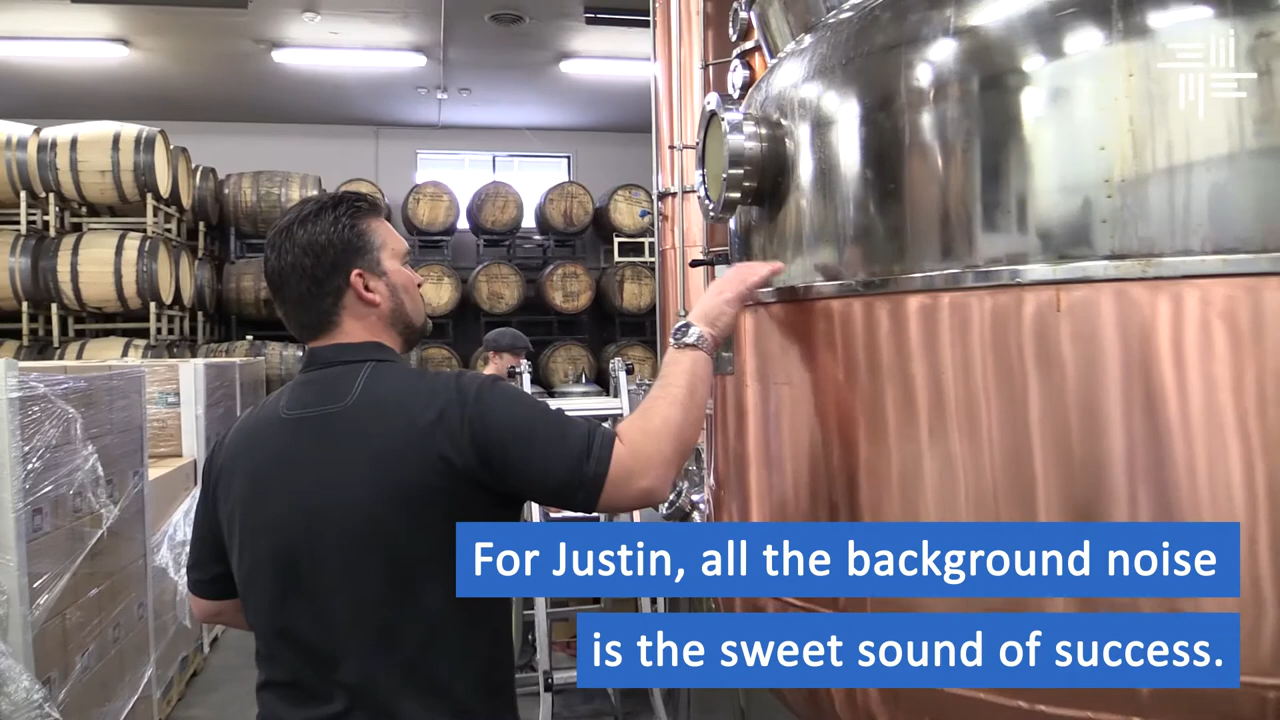 For Justin, all the background noise
is the sweet sound of success.